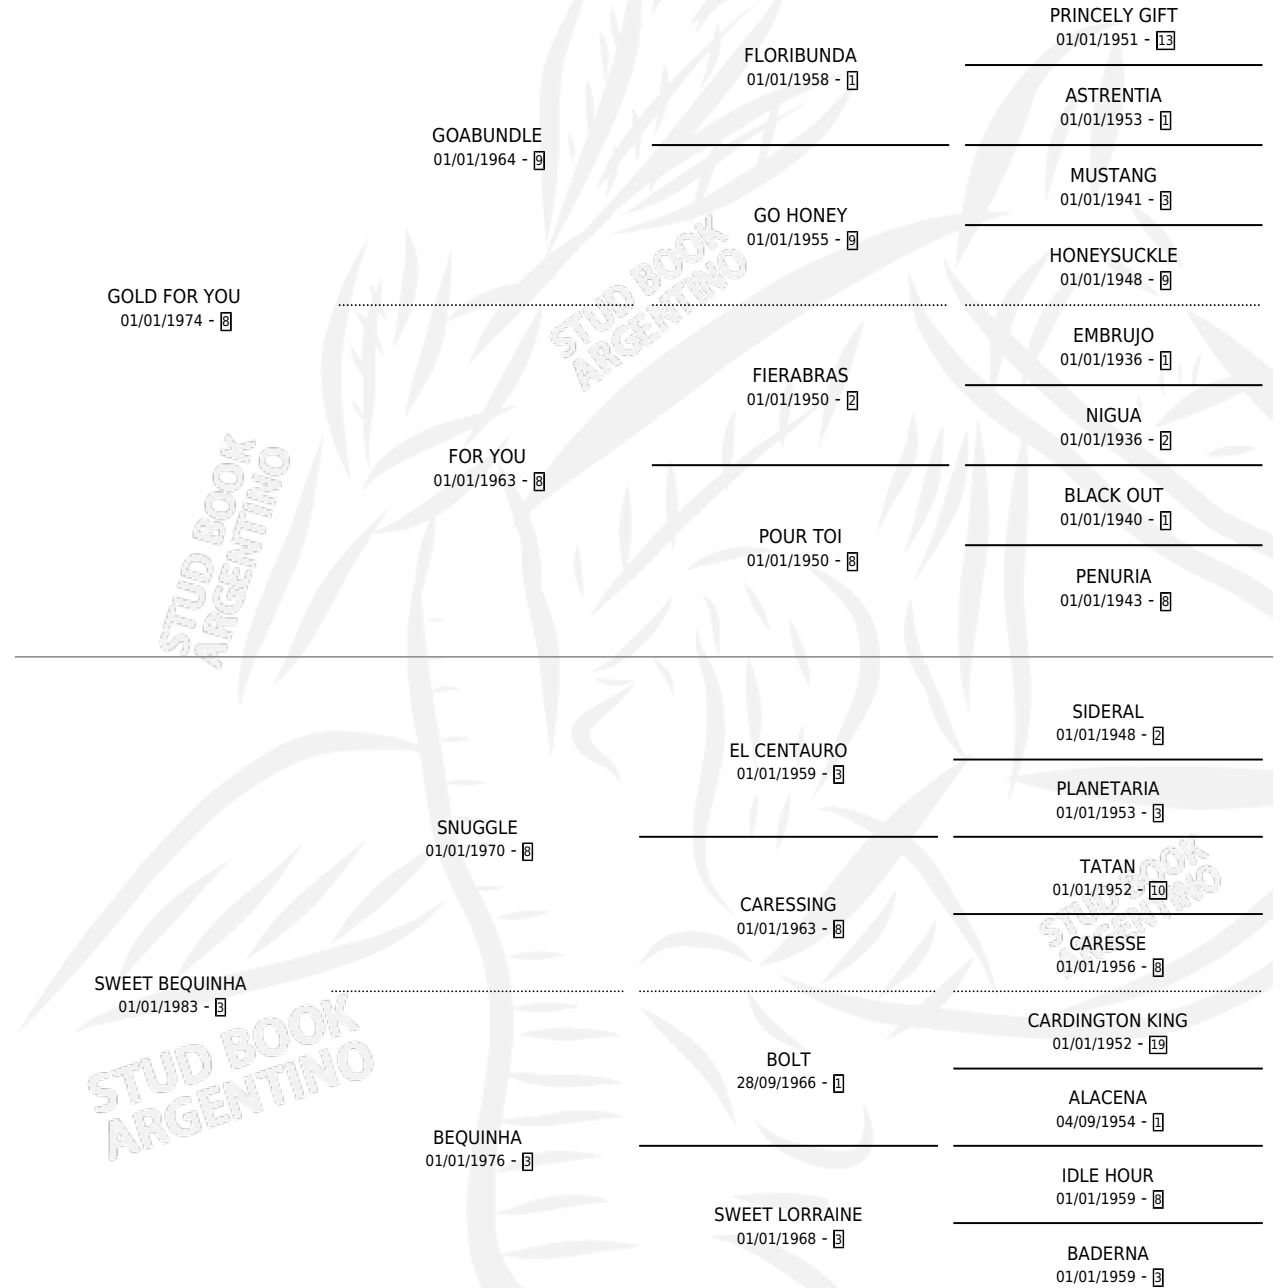 PRINCELY GIFT
01/01/1951 - 13
FLORIBUNDA
01/01/1958 - 1
ASTRENTIA
01/01/1953 - 1
GOABUNDLE
01/01/1964 - 9
MUSTANG
01/01/1941 - 3
GO HONEY
01/01/1955 - 9
HONEYSUCKLE
01/01/1948 - 9
GOLD FOR YOU
01/01/1974 - 8
EMBRUJO
01/01/1936 - 1
FIERABRAS
01/01/1950 - 2
NIGUA
01/01/1936 - 2
FOR YOU
01/01/1963 - 8
BLACK OUT
01/01/1940 - 1
POUR TOI
01/01/1950 - 8
PENURIA
01/01/1943 - 8
SIDERAL
01/01/1948 - 2
EL CENTAURO
01/01/1959 - 3
PLANETARIA
01/01/1953 - 3
SNUGGLE
01/01/1970 - 8
TATAN
01/01/1952 - 10
CARESSING
01/01/1963 - 8
CARESSE
01/01/1956 - 8
SWEET BEQUINHA
01/01/1983 - 3
CARDINGTON KING
01/01/1952 - 19
BOLT
28/09/1966 - 1
ALACENA
04/09/1954 - 1
BEQUINHA
01/01/1976 - 3
IDLE HOUR
01/01/1959 - 8
SWEET LORRAINE
01/01/1968 - 3
BADERNA
01/01/1959 - 3
STUD BOOK
ARGENTINO
STUD BOOK
ARGENTINO
STUD BOOK
ARGENTINO
STUD BOOK
ARGENTINO